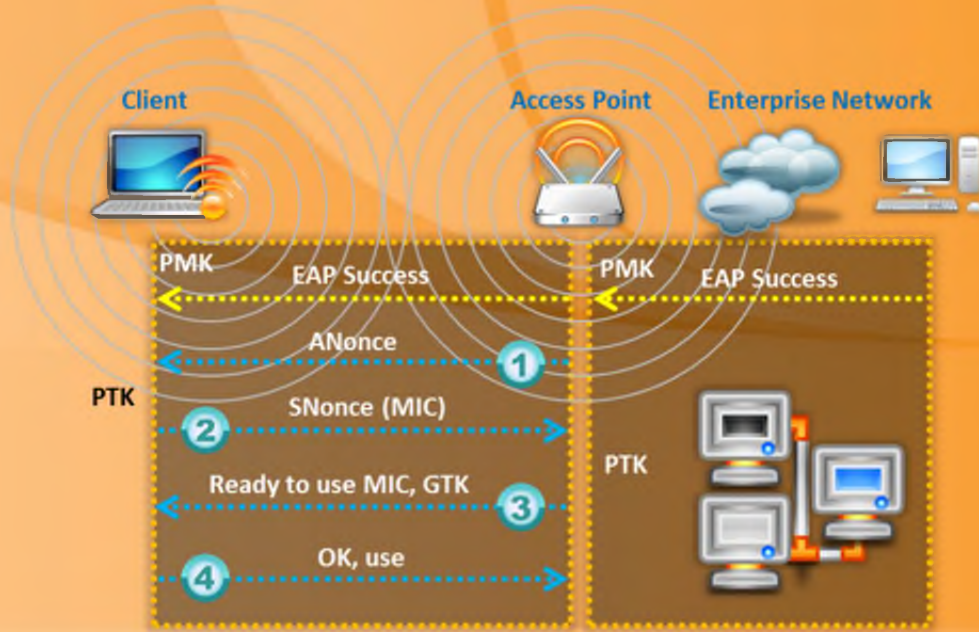 Client
Access Point
Enterprise Network
PMK
EAP Success
PMK
EAP Success
ANonce
1
PTK
SNonce (MIC)
2
PTK
Ready to use MIC, GTK
3
OK, use
4